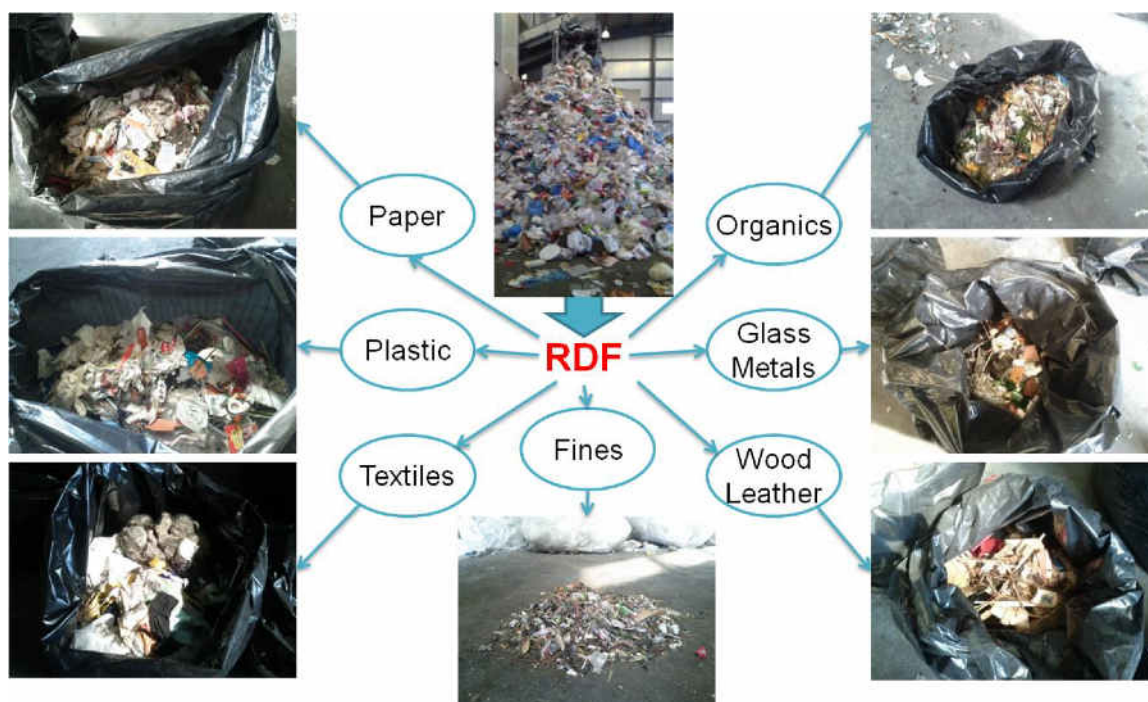 Paper
Organics
Plastic
RDF
Glass
Metals
Textiles
Fines
Wood
Leather